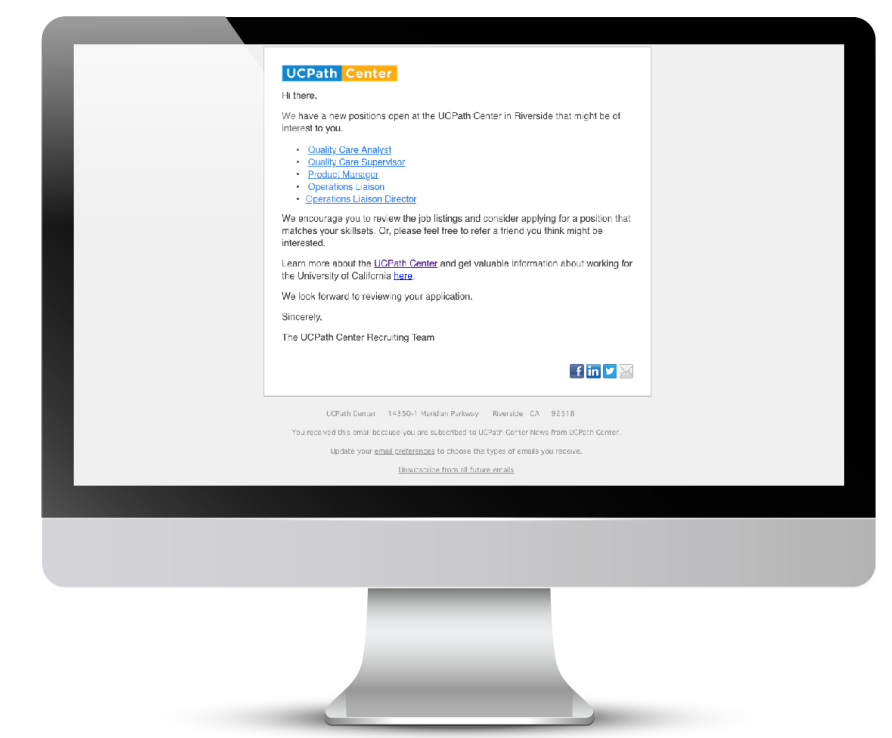 UCPath Center
Hi there,
We have a new positions open at the UCPath Center in Riverside that might be of
interest to you.
• Quality Care Analyst
• Quality Care Supervisor
• Product Manager
• Operations Liaison
• Operations Liaison Director
We encourage you to review the job listings and consider applying for a position that
matches your skillsets. Or, please feel free to refer a friend you think might be
interested.
Learn more about the UCPath Center and get valuable information about working for
the University of California here.
We look forward to reviewing your application.
Sincerely,
The UCPath Center Recruiting Team
f in
UCPath Center 14350-1 Meridian Parkway Riverside CA 92518
You received this email because you are subscribed to UCPath Center News from UCPath Center.
Update your email preferences to choose the types of emails you receive.
Unsubscribe from all future emails